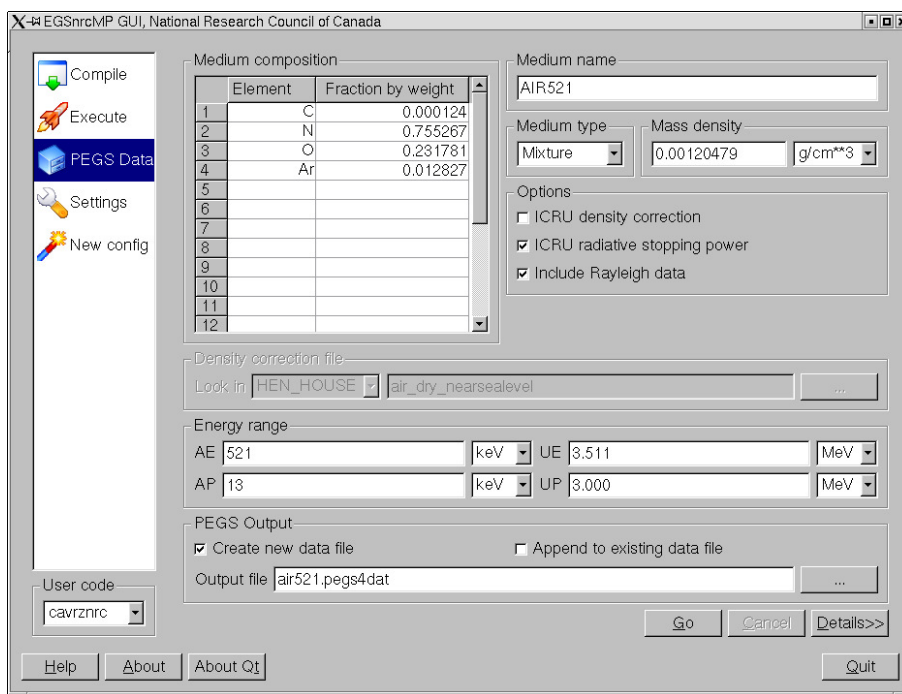 EGSnrcMP GUI, National Research Council of Canada
Compile
Execute
PEGS Data
Settings
New config
User code
cavrznrc
Medium composition
Element Fraction by weight
1 C 0.000124
2 N 0.755267
3 O 0.231781
4 Ar 0.012827
5
6
7
8
9
10
11
12
Medium name
AIR521
Medium type Mass density
Mixture 0.00120479 g/cm**3
Options
ICRU density correction
ICRU radiative stopping power
Include Rayleigh data
Density correction file
Look in HEN_HOUSE air_dry_nearsealevel ...
Energy range
AE 521 keV UE 3.511 MeV
AP 13 keV UP 3.000 MeV
PEGS Output
Create new data file Append to existing data file
Output file air521.pegs4dat ...
Go Cancel Details>>
Help About About Qt Quit